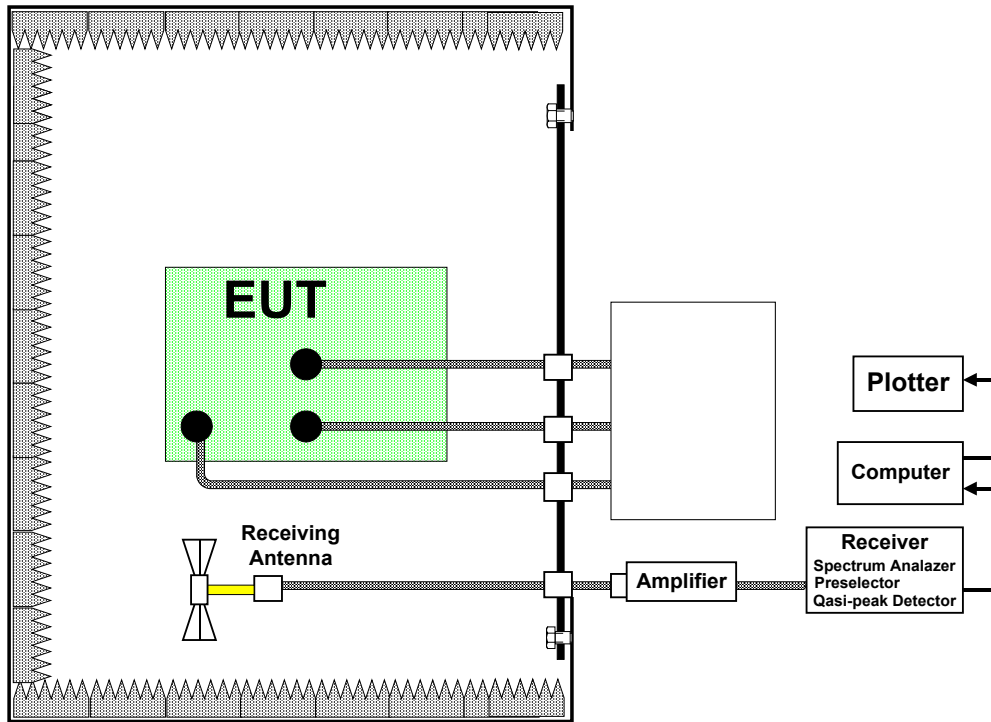 EUT
Plotter
Computer
Receiving
Antenna
Amplifier
Receiver
Spectrum Analazer
Preselector
Qasi-peak Detector